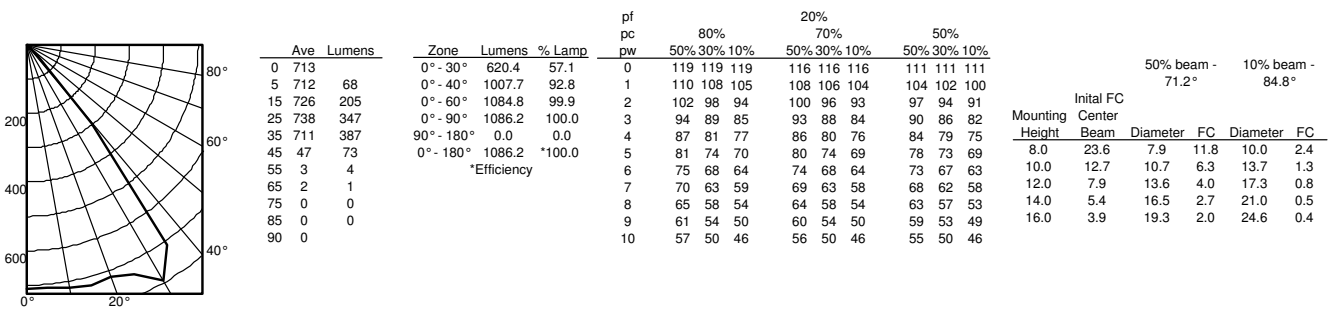 80°
200
60°
400
600
40°
0° 20°
Ave Lumens
0 713
5 712 68
15 726 205
25 738 347
35 711 387
45 47 73
55 3 4
65 2 1
75 0 0
85 0 0
90 0
Zone Lumens % Lamp
0° - 30° 620.4 57.1
0° - 40° 1007.7 92.8
0° - 60° 1084.8 99.9
0° - 90° 1086.2 100.0
90° - 180° 0.0 0.0
0° - 180° 1086.2 *100.0
*Efficiency
pf 20%
pc 80% 70% 50%
pw 50% 30% 10% 50% 30% 10% 50% 30% 10%
0 119 119 119 116 116 116 111 111 111
1 110 108 105 108 106 104 104 102 100
2 102 98 94 100 96 93 97 94 91
3 94 89 85 93 88 84 90 86 82
4 87 81 77 86 80 76 84 79 75
5 81 74 70 80 74 69 78 73 69
6 75 68 64 74 68 64 73 67 63
7 70 63 59 69 63 58 68 62 58
8 65 58 54 64 58 54 63 57 53
9 61 54 50 60 54 50 59 53 49
10 57 50 46 56 50 46 55 50 46
50% beam - 10% beam -
71.2° 84.8°
Inital FC
Mounting Center
Height Beam Diameter FC Diameter FC
8.0 23.6 7.9 11.8 10.0 2.4
10.0 12.7 10.7 6.3 13.7 1.3
12.0 7.9 13.6 4.0 17.3 0.8
14.0 5.4 16.5 2.7 21.0 0.5
16.0 3.9 19.3 2.0 24.6 0.4